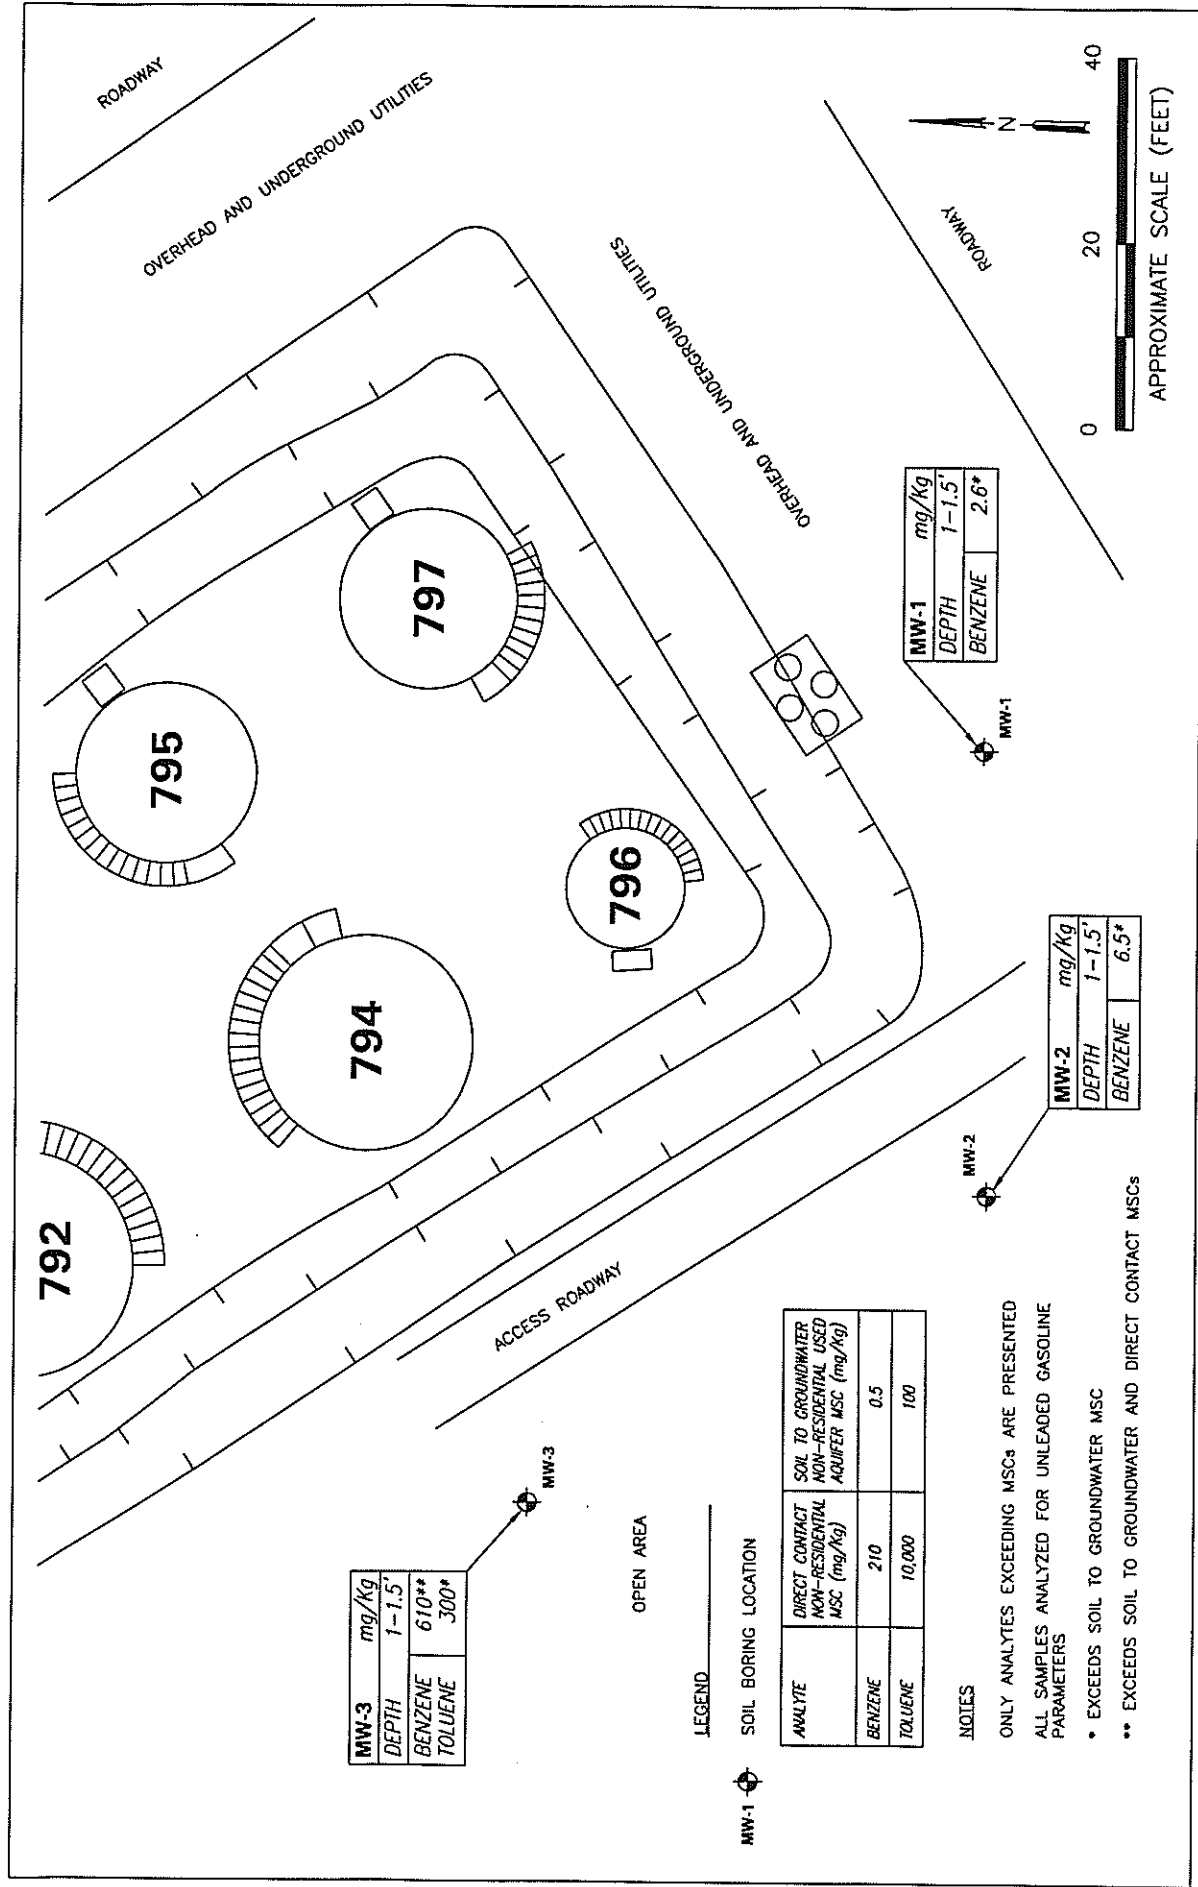 ROADWAY
OVERHEAD AND UNDERGROUND UTILITIES
792
795
794
797
796
OVERHEAD AND UNDERGROUND UTILITIES
ROADWAY
N
ACCESS ROADWAY
MW-3 mg/Kg
DEPTH 1-1.5'
BENZENE 610**
TOLUENE 300*
MW-3
OPEN AREA
MW-1 mg/Kg
DEPTH 1-1.5'
BENZENE 2.6*
MW-1
MW-2
MW-2 mg/Kg
DEPTH 1-1.5'
BENZENE 6.5*
LEGEND
MW-1 SOIL BORING LOCATION
ANALYTE
DIRECT CONTACT
NON-RESIDENTIAL
MSC (mg/Kg)
SOIL TO GROUNDWATER
NON-RESIDENTIAL USED
AQUIFER MSC (mg/Kg)
BENZENE 210 0.5
TOLUENE 10,000 100
NOTES
ONLY ANALYTES EXCEEDING MSCs ARE PRESENTED
ALL SAMPLES ANALYZED FOR UNLEADED GASOLINE
PARAMETERS
* EXCEEDS SOIL TO GROUNDWATER MSC
** EXCEEDS SOIL TO GROUNDWATER AND DIRECT CONTACT MSCs
0 20 40
APPROXIMATE SCALE (FEET)